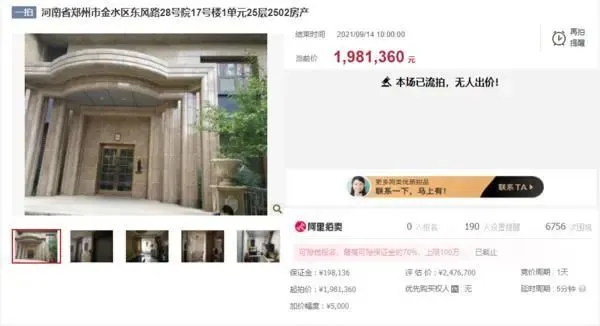 一拍 河南省郑州市金水区东风路28号院17号楼1单元25层2502房产
结束时间 2021/09/14 10:00:00
当前价 1,981,360 元
再拍
提醒
本场已流拍，无人出价！
更多同类优质拍品
联系一下，马上有！
联系TA
阿里拍卖 0 人报名 190 人设置提醒 6756 次围观
可贷款报名，最高可贷保证金的70%，上限100万 已截止
保证金：¥198,136 评估价：¥2,476,700 竞价周期：1天
起拍价：¥1,981,360 优先购买权人 无 延时周期：5分钟
加价幅度：¥5,000